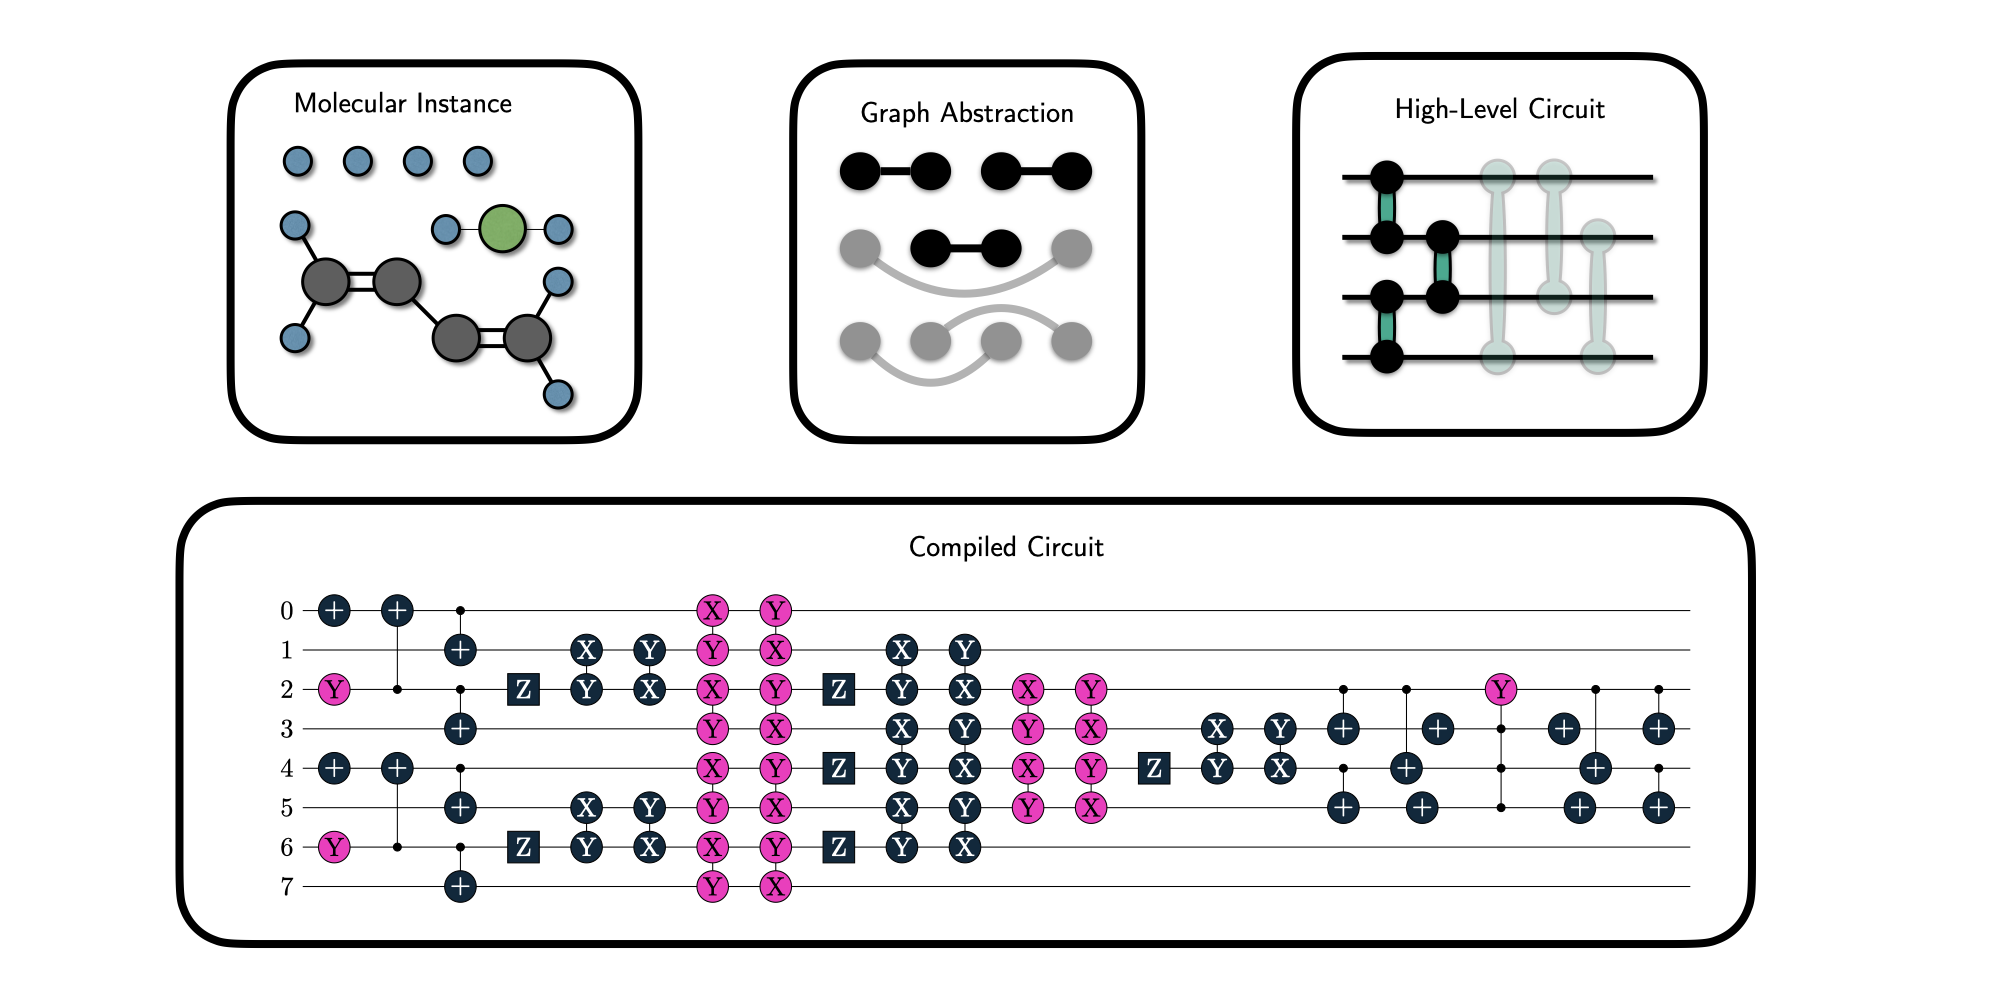 Molecular Instance
Graph Abstraction
High-Level Circuit
Compiled Circuit
0 + + X Y
1 + X Y Y X X Y
2 Y Z Y X X Y Z Y X X Y Y
3 + Y X X Y Y X X Y + + + +
4 + + X Y Z Y X X Y Z Y X + +
5 + X Y Y X X Y Y X + + + +
6 Y Z Y X X Y Z Y X
7 + Y X